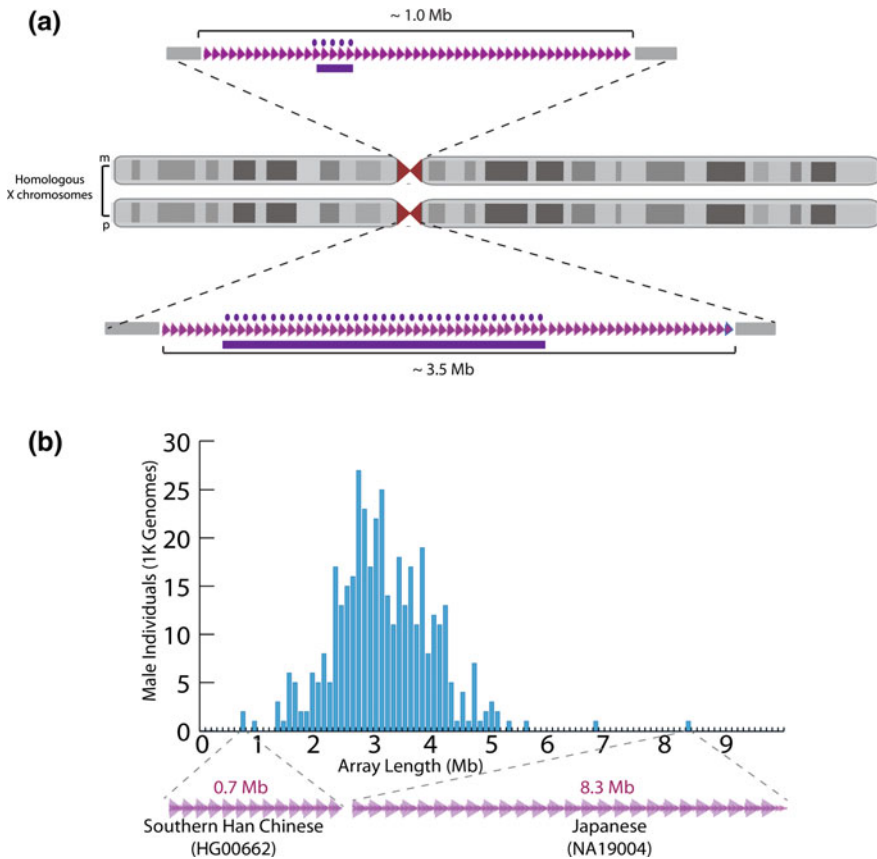 (a)
~ 1.0 Mb
m
Homologous
X chromosomes
p
~ 3.5 Mb
(b)
Male Individuals (1K Genomes)
30
25
20
15
10
5
0
0 1 2 3 4 5 6 7 8 9
Array Length (Mb)
0.7 Mb
8.3 Mb
Southern Han Chinese
(HG00662)
Japanese
(NA19004)